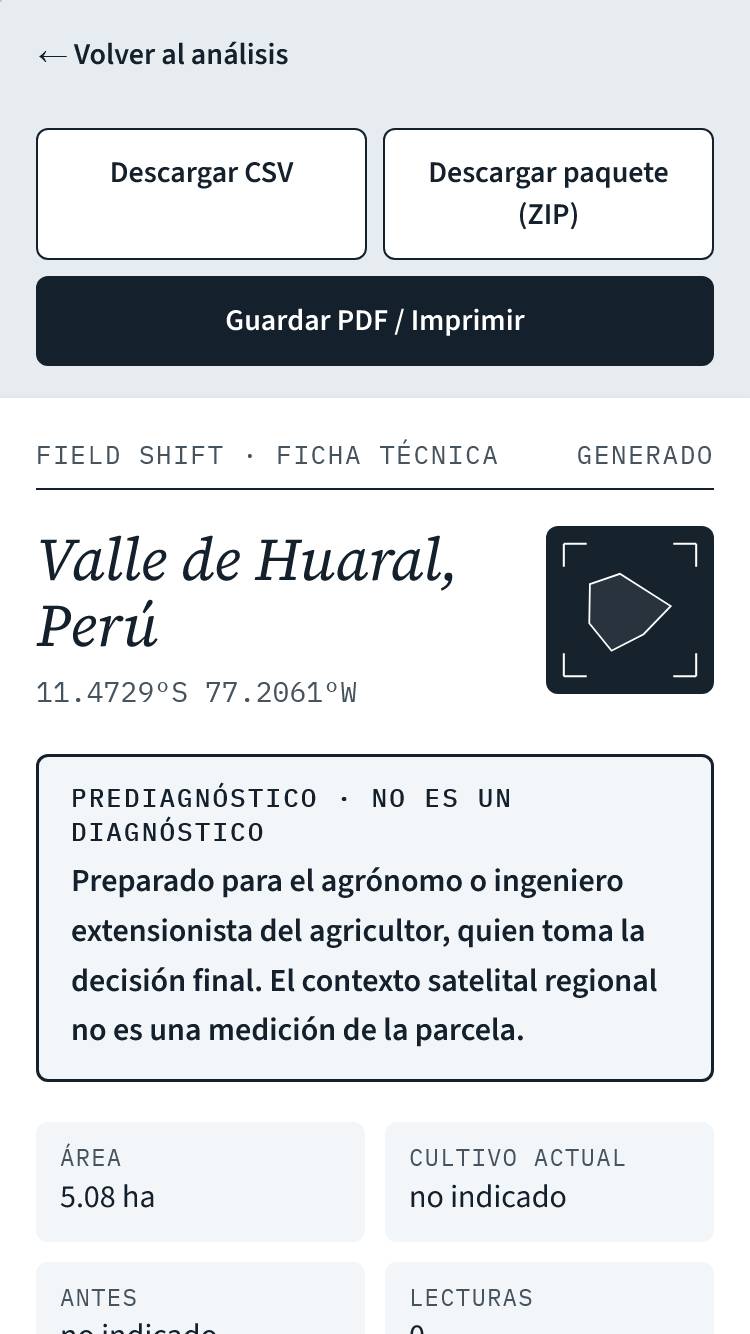 ← Volver al análisis
Descargar CSV
Descargar paquete
(ZIP)
Guardar PDF / Imprimir
FIELD SHIFT · FICHA TÉCNICA GENERADO
Valle de Huaral,
Perú
11.4729°S 77.2061°W
PREDIAGNÓSTICO · NO ES UN
DIAGNÓSTICO
Preparado para el agrónomo o ingeniero
extensionista del agricultor, quien toma la
decisión final. El contexto satelital regional
no es una medición de la parcela.
ÁREA
5.08 ha
CULTIVO ACTUAL
no indicado
ANTES
no indicado
LECTURAS
0